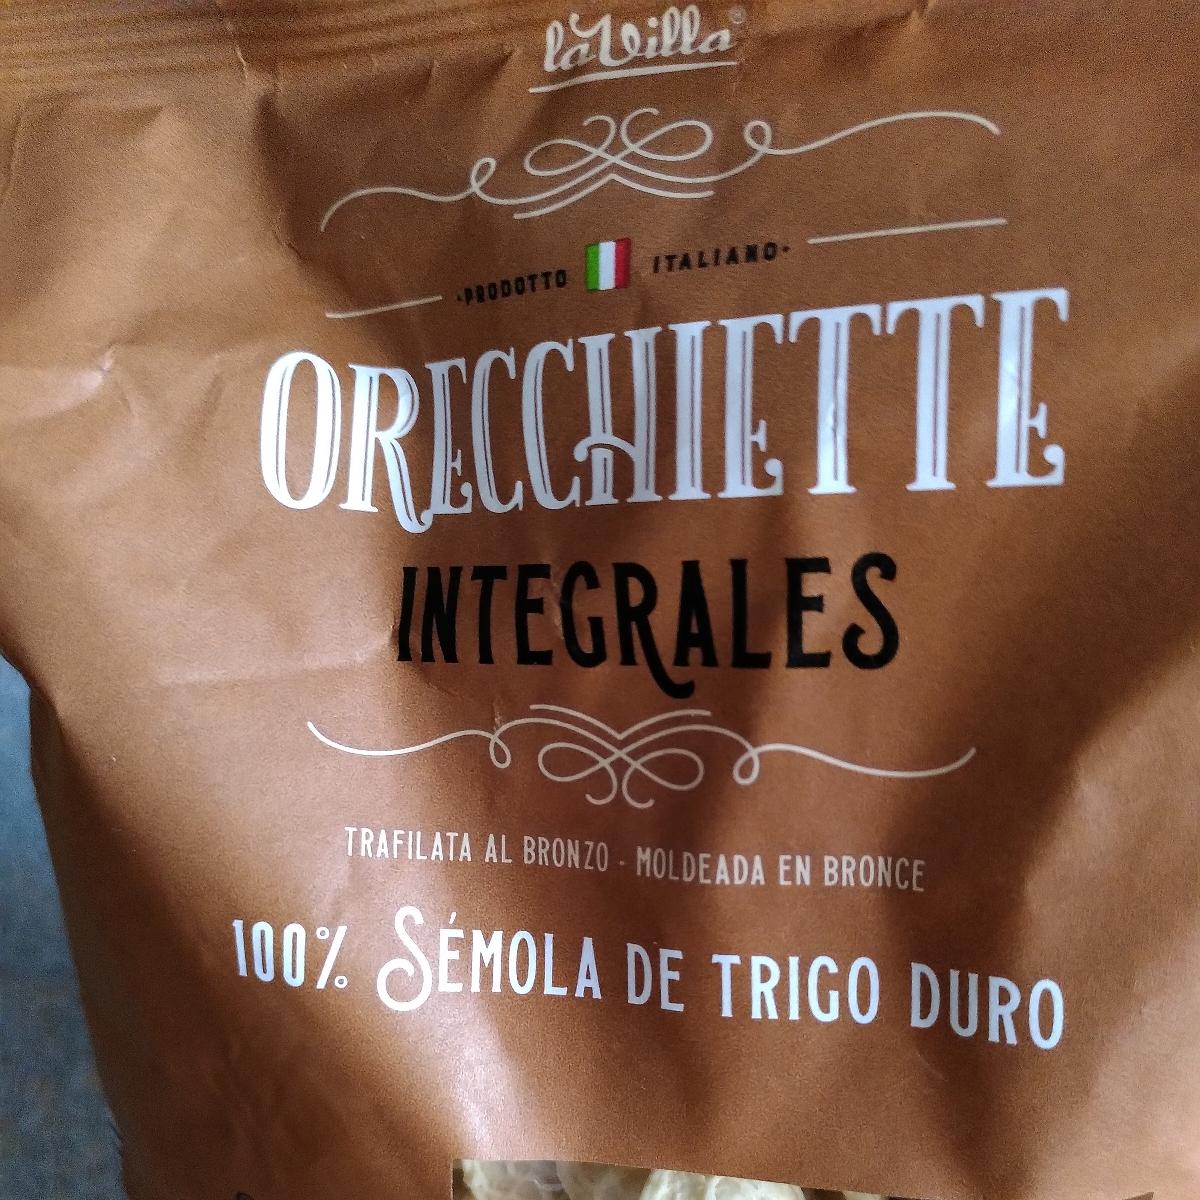 la Villa®
·PRODOTTO ITALIANO·
ORECCHIETTE
INTEGRALES
TRAFILATA AL BRONZO · MOLDEADA EN BRONCE
100% SÉMOLA DE TRIGO DURO